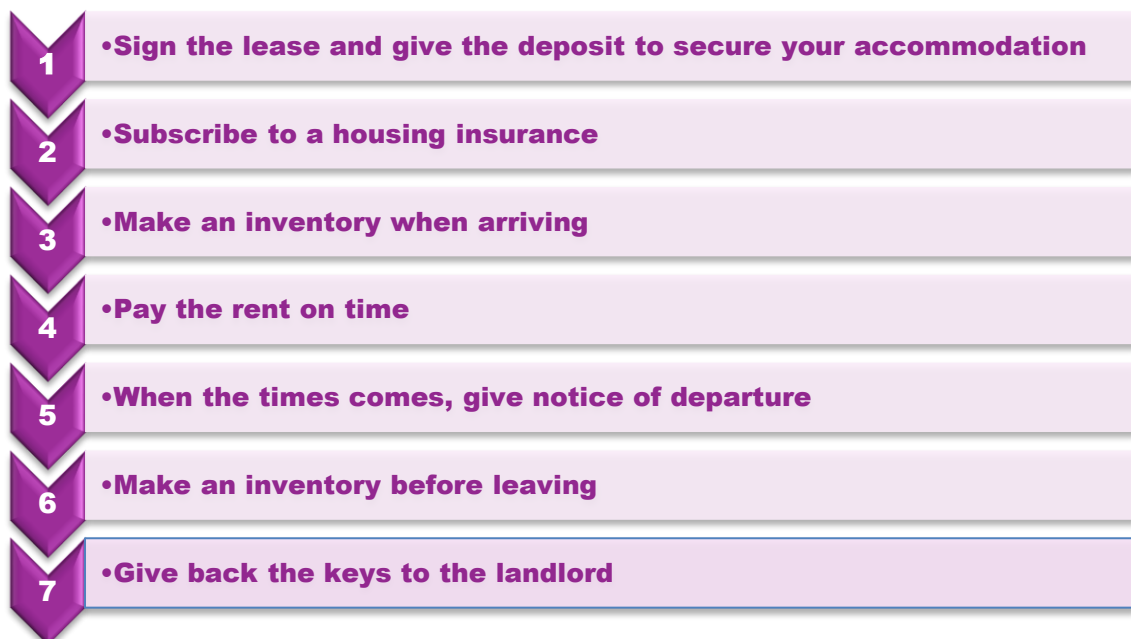 1 •Sign the lease and give the deposit to secure your accommodation
2 •Subscribe to a housing insurance
3 •Make an inventory when arriving
4 •Pay the rent on time
5 •When the times comes, give notice of departure
6 •Make an inventory before leaving
7 •Give back the keys to the landlord